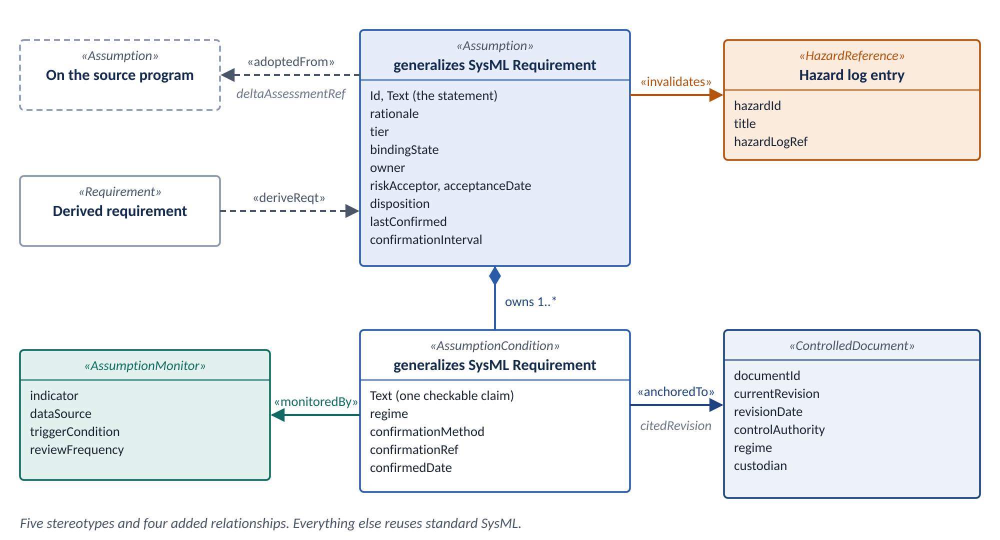 «Assumption»
On the source program
«adoptedFrom»
deltaAssessmentRef
«Assumption»
generalizes SysML Requirement
Id, Text (the statement)
rationale
tier
bindingState
owner
riskAcceptor, acceptanceDate
disposition
lastConfirmed
confirmationInterval
«invalidates»
«HazardReference»
Hazard log entry
hazardId
title
hazardLogRef
«Requirement»
Derived requirement
«deriveReqt»
owns 1..*
«AssumptionMonitor»
indicator
dataSource
triggerCondition
reviewFrequency
«monitoredBy»
«AssumptionCondition»
generalizes SysML Requirement
Text (one checkable claim)
regime
confirmationMethod
confirmationRef
confirmedDate
«anchoredTo»
citedRevision
«ControlledDocument»
documentId
currentRevision
revisionDate
controlAuthority
regime
custodian
Five stereotypes and four added relationships. Everything else reuses standard SysML.